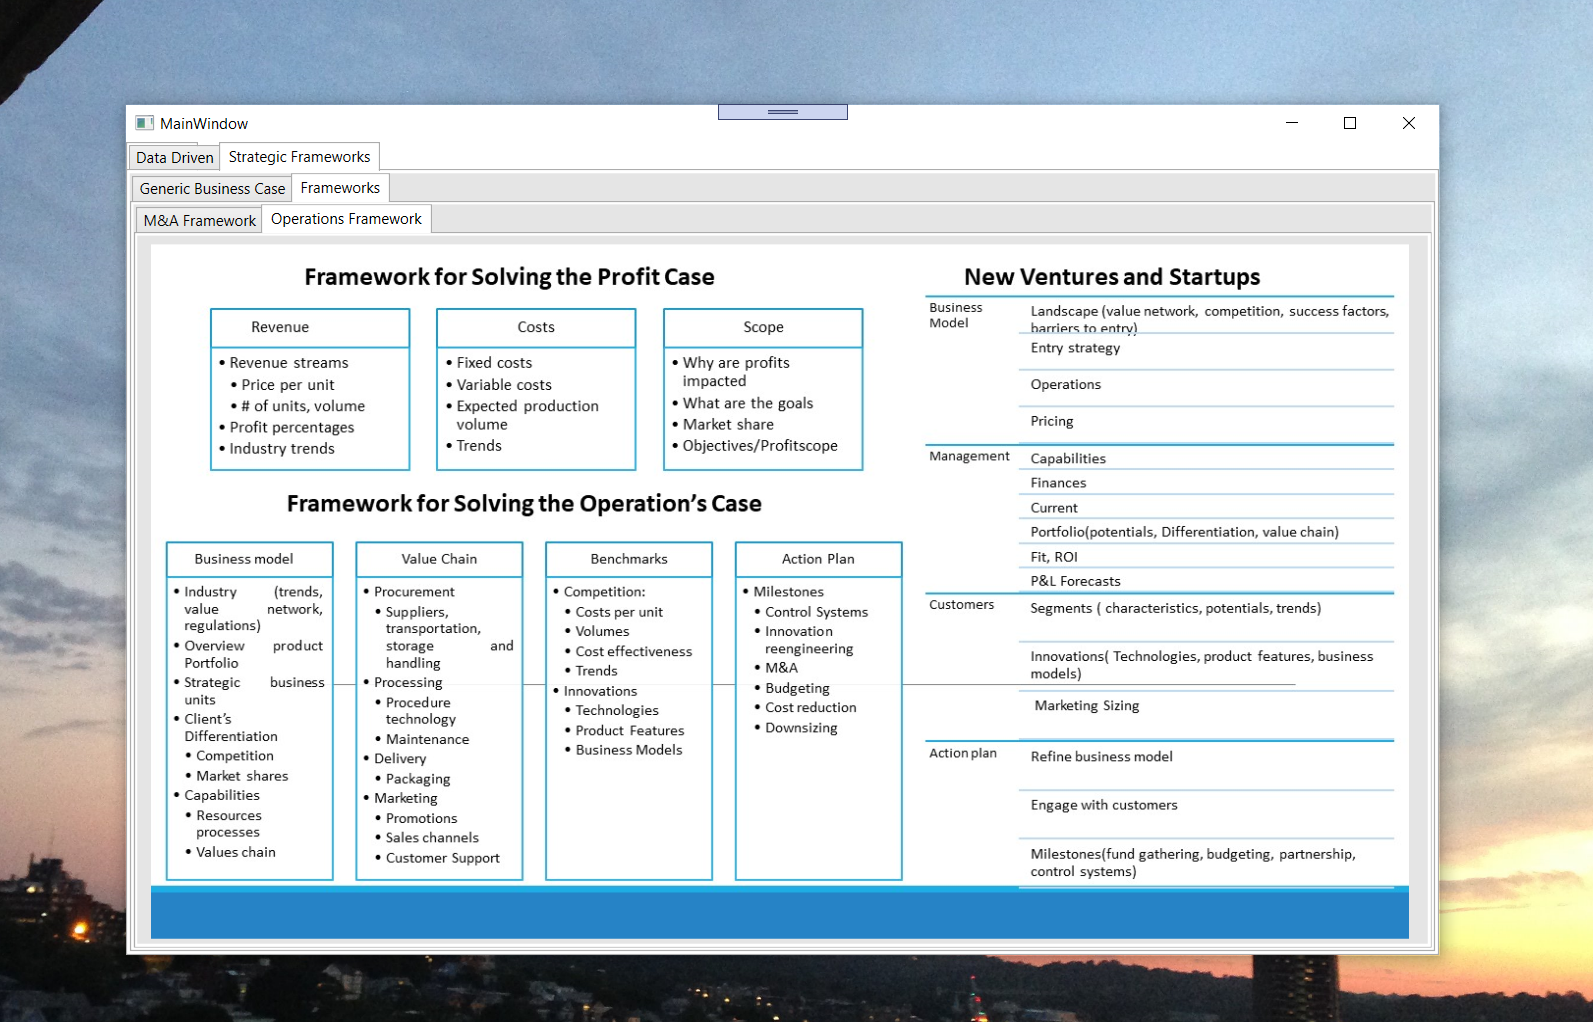 MainWindow
Data Driven
Strategic Frameworks
Generic Business Case
Frameworks
M&A Framework
Operations Framework
Framework for Solving the Profit Case
Revenue
• Revenue streams
• Price per unit
• # of units, volume
• Profit percentages
• Industry trends
Costs
• Fixed costs
• Variable costs
• Expected production
volume
• Trends
Scope
• Why are profits
impacted
• What are the goals
• Market share
• Objectives/Profitscope
Framework for Solving the Operation's Case
Business model
• Industry (trends,
value network,
regulations)
• Overview product
Portfolio
• Strategic business
units
• Client's
Differentiation
• Competition
• Market shares
• Capabilities
• Resources
processes
• Values chain
Value Chain
• Procurement
• Suppliers,
transportation,
storage and
handling
• Processing
• Procedure
technology
• Maintenance
• Delivery
• Packaging
• Marketing
• Promotions
• Sales channels
• Customer Support
Benchmarks
• Competition:
• Costs per unit
• Volumes
• Cost effectiveness
• Trends
• Innovations
• Technologies
• Product Features
• Business Models
Action Plan
• Milestones
• Control Systems
• Innovation
reengineering
• M&A
• Budgeting
• Cost reduction
• Downsizing
New Ventures and Startups
Business
Model
Landscape (value network, competition, success factors,
barriers to entry)
Entry strategy
Operations
Pricing
Management
Capabilities
Finances
Current
Portfolio(potentials, Differentiation, value chain)
Fit, ROI
P&L Forecasts
Customers
Segments ( characteristics, potentials, trends)
Innovations( Technologies, product features, business
models)
Marketing Sizing
Action plan
Refine business model
Engage with customers
Milestones(fund gathering, budgeting, partnership,
control systems)